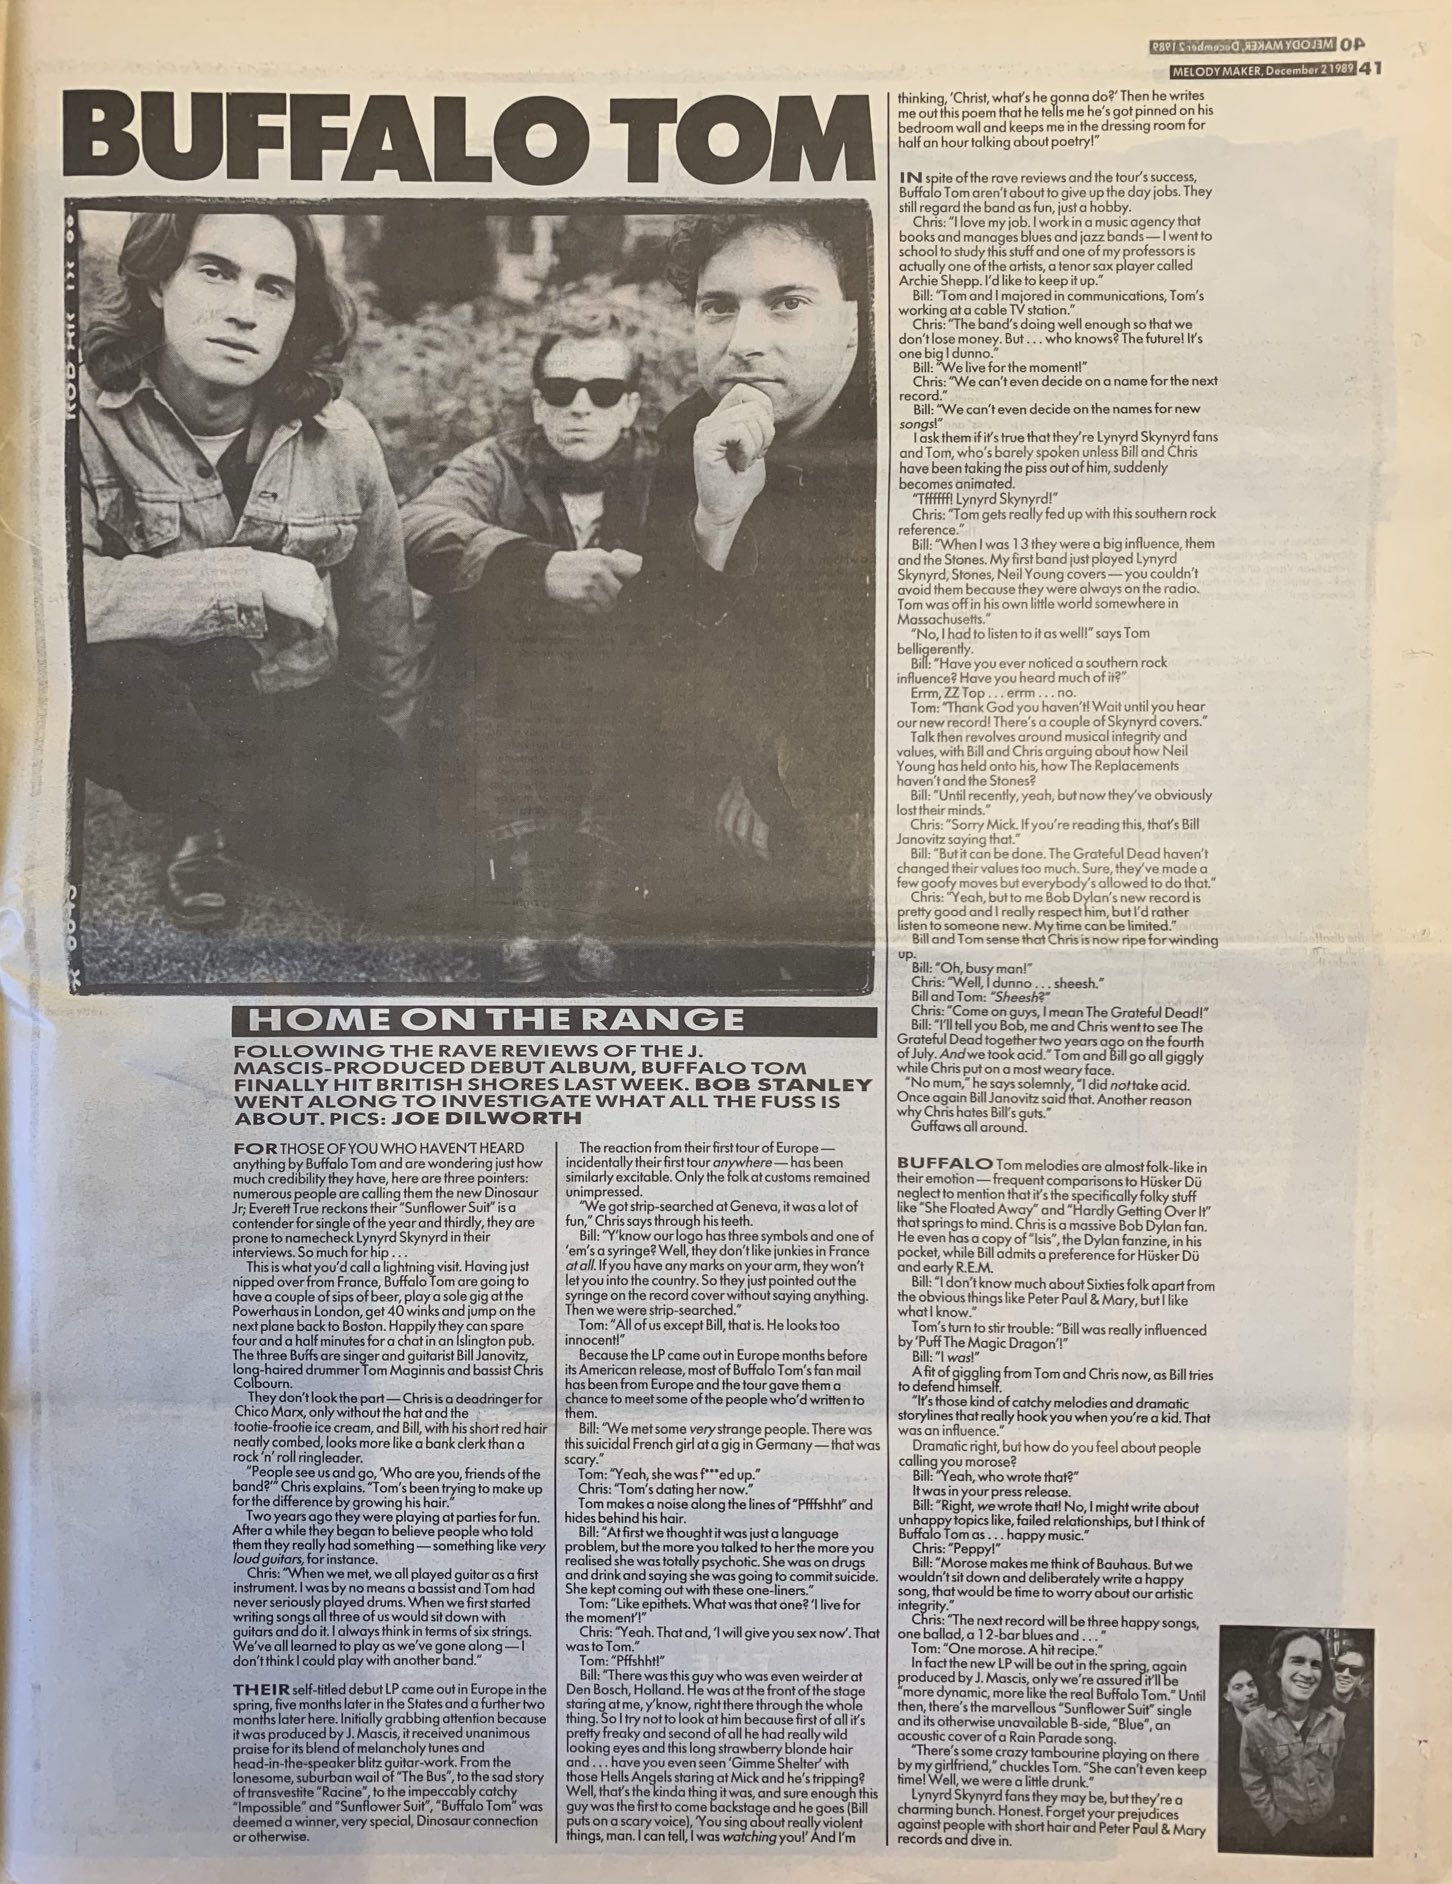 MELODY MAKER, December 2 1989 40
MELODY MAKER, December 2 1989 41
BUFFALO TOM
HOME ON THE RANGE
FOLLOWING THE RAVE REVIEWS OF THE J.
MASCIS-PRODUCED DEBUT ALBUM, BUFFALO TOM
FINALLY HIT BRITISH SHORES LAST WEEK. BOB STANLEY
WENT ALONG TO INVESTIGATE WHAT ALL THE FUSS IS
ABOUT. PICS: JOE DILWORTH
FOR THOSE OF YOU WHO HAVEN'T HEARD
anything by Buffalo Tom and are wondering just how
much credibility they have, here are three pointers:
numerous people are calling them the new Dinosaur
Jr; Everett True reckons their "Sunflower Suit" is a
contender for single of the year and thirdly, they are
prone to namecheck Lynyrd Skynyrd in their
interviews. So much for hip . . .
This is what you'd call a lightning visit. Having just
nipped over from France, Buffalo Tom are going to
have a couple of sips of beer, play a sole gig at the
Powerhaus in London, get 40 winks and jump on the
next plane back to Boston. Happily they can spare
four and a half minutes for a chat in an Islington pub.
The three Buffs are singer and guitarist Bill Janovitz,
long-haired drummer Tom Maginnis and bassist Chris
Colbourn.
They don't look the part — Chris is a deadringer for
Chico Marx, only without the hat and the
tootie-frootie ice cream, and Bill, with his short red hair
neatly combed, looks more like a bank clerk than a
rock 'n' roll ringleader.
"People see us and go, 'Who are you, friends of the
band?'" Chris explains. "Tom's been trying to make up
for the difference by growing his hair."
Two years ago they were playing at parties for fun.
After a while they began to believe people who told
them they really had something — something like very
loud guitars, for instance.
Chris: "When we met, we all played guitar as a first
instrument. I was by no means a bassist and Tom had
never seriously played drums. When we first started
writing songs all three of us would sit down with
guitars and do it. I always think in terms of six strings.
We've all learned to play as we've gone along — I
don't think I could play with another band."
THEIR self-titled debut LP came out in Europe in the
spring, five months later in the States and a further two
months later here. Initially grabbing attention because
it was produced by J. Mascis, it received unanimous
praise for its blend of melancholy tunes and
head-in-the-speaker blitz guitar-work. From the
lonesome, suburban wail of "The Bus", to the sad story
of transvestite "Racine", to the impeccably catchy
"Impossible" and "Sunflower Suit", "Buffalo Tom" was
deemed a winner, very special, Dinosaur connection
or otherwise.
The reaction from their first tour of Europe —
incidentally their first tour anywhere — has been
similarly excitable. Only the folk at customs remained
unimpressed.
"We got strip-searched at Geneva, it was a lot of
fun," Chris says through his teeth.
Bill: "Y'know our logo has three symbols and one of
'em's a syringe? Well, they don't like junkies in France
at all. If you have any marks on your arm, they won't
let you into the country. So they just pointed out the
syringe on the record cover without saying anything.
Then we were strip-searched."
Tom: "All of us except Bill, that is. He looks too
innocent!"
Because the LP came out in Europe months before
its American release, most of Buffalo Tom's fan mail
has been from Europe and the tour gave them a
chance to meet some of the people who'd written to
them.
Bill: "We met some very strange people. There was
this suicidal French girl at a gig in Germany — that was
scary."
Tom: "Yeah, she was f***ed up."
Chris: "Tom's dating her now."
Tom makes a noise along the lines of "Pfffshht" and
hides behind his hair.
Bill: "At first we thought it was just a language
problem, but the more you talked to her the more you
realised she was totally psychotic. She was on drugs
and drink and saying she was going to commit suicide.
She kept coming out with these one-liners."
Tom: "Like epithets. What was that one? 'I live for
the moment'!"
Chris: "Yeah. That and, 'I will give you sex now'. That
was to Tom."
Tom: "Pffshht!"
Bill: "There was this guy who was even weirder at
Den Bosch, Holland. He was at the front of the stage
staring at me, y'know, right there through the whole
thing. So I try not to look at him because first of all it's
pretty freaky and second of all he had really wild
looking eyes and this long strawberry blonde hair
and . . . have you even seen 'Gimme Shelter' with
those Hells Angels staring at Mick and he's tripping?
Well, that's the kinda thing it was, and sure enough this
guy was the first to come backstage and he goes (Bill
puts on a scary voice), 'You sing about really violent
things, man. I can tell, I was watching you!' And I'm
thinking, 'Christ, what's he gonna do?' Then he writes
me out this poem that he tells me he's got pinned on his
bedroom wall and keeps me in the dressing room for
half an hour talking about poetry!"
IN spite of the rave reviews and the tour's success,
Buffalo Tom aren't about to give up the day jobs. They
still regard the band as fun, just a hobby.
Chris: "I love my job. I work in a music agency that
books and manages blues and jazz bands — I went to
school to study this stuff and one of my professors is
actually one of the artists, a tenor sax player called
Archie Shepp. I'd like to keep it up."
Bill: "Tom and I majored in communications, Tom's
working at a cable TV station."
Chris: "The band's doing well enough so that we
don't lose money. But . . . who knows? The future! It's
one big I dunno."
Bill: "We live for the moment!"
Chris: "We can't even decide on a name for the next
record."
Bill: "We can't even decide on the names for new
songs!"
I ask them if it's true that they're Lynyrd Skynyrd fans
and Tom, who's barely spoken unless Bill and Chris
have been taking the piss out of him, suddenly
becomes animated.
"Tffffff! Lynyrd Skynyrd!"
Chris: "Tom gets really fed up with this southern rock
reference."
Bill: "When I was 13 they were a big influence, them
and the Stones. My first band just played Lynyrd
Skynyrd, Stones, Neil Young covers — you couldn't
avoid them because they were always on the radio.
Tom was off in his own little world somewhere in
Massachusetts."
"No, I had to listen to it as well!" says Tom
belligerently.
Bill: "Have you ever noticed a southern rock
influence? Have you heard much of it?"
Errm, ZZ Top . . . errm . . . no.
Tom: "Thank God you haven't! Wait until you hear
our new record! There's a couple of Skynyrd covers."
Talk then revolves around musical integrity and
values, with Bill and Chris arguing about how Neil
Young has held onto his, how The Replacements
haven't and the Stones?
Bill: "Until recently, yeah, but now they've obviously
lost their minds."
Chris: "Sorry Mick. If you're reading this, that's Bill
Janovitz saying that."
Bill: "But it can be done. The Grateful Dead haven't
changed their values too much. Sure, they've made a
few goofy moves but everybody's allowed to do that."
Chris: "Yeah, but to me Bob Dylan's new record is
pretty good and I really respect him, but I'd rather
listen to someone new. My time can be limited."
Bill and Tom sense that Chris is now ripe for winding
up.
Bill: "Oh, busy man!"
Chris: "Well, I dunno . . . sheesh."
Bill and Tom: "Sheesh?"
Chris: "Come on guys, I mean The Grateful Dead!"
Bill: "I'll tell you Bob, me and Chris went to see The
Grateful Dead together two years ago on the fourth
of July. And we took acid." Tom and Bill go all giggly
while Chris put on a most weary face.
"No mum," he says solemnly, "I did not take acid.
Once again Bill Janovitz said that. Another reason
why Chris hates Bill's guts."
Guffaws all around.
BUFFALO Tom melodies are almost folk-like in
their emotion — frequent comparisons to Hüsker Dü
neglect to mention that it's the specifically folky stuff
like "She Floated Away" and "Hardly Getting Over It"
that springs to mind. Chris is a massive Bob Dylan fan.
He even has a copy of "Isis", the Dylan fanzine, in his
pocket, while Bill admits a preference for Hüsker Dü
and early R.E.M.
Bill: "I don't know much about Sixties folk apart from
the obvious things like Peter Paul & Mary, but I like
what I know."
Tom's turn to stir trouble: "Bill was really influenced
by 'Puff The Magic Dragon'!"
Bill: "I was!"
A fit of giggling from Tom and Chris now, as Bill tries
to defend himself.
"It's those kind of catchy melodies and dramatic
storylines that really hook you when you're a kid. That
was an influence."
Dramatic right, but how do you feel about people
calling you morose?
Bill: "Yeah, who wrote that?"
It was in your press release.
Bill: "Right, we wrote that! No, I might write about
unhappy topics like, failed relationships, but I think of
Buffalo Tom as . . . happy music."
Chris: "Peppy!"
Bill: "Morose makes me think of Bauhaus. But we
wouldn't sit down and deliberately write a happy
song, that would be time to worry about our artistic
integrity."
Chris: "The next record will be three happy songs,
one ballad, a 12-bar blues and . . ."
Tom: "One morose. A hit recipe."
In fact the new LP will be out in the spring, again
produced by J. Mascis, only we're assured it'll be
"more dynamic, more like the real Buffalo Tom." Until
then, there's the marvellous "Sunflower Suit" single
and its otherwise unavailable B-side, "Blue", an
acoustic cover of a Rain Parade song.
"There's some crazy tambourine playing on there
by my girlfriend," chuckles Tom. "She can't even keep
time! Well, we were a little drunk."
Lynyrd Skynyrd fans they may be, but they're a
charming bunch. Honest. Forget your prejudices
against people with short hair and Peter Paul & Mary
records and dive in.